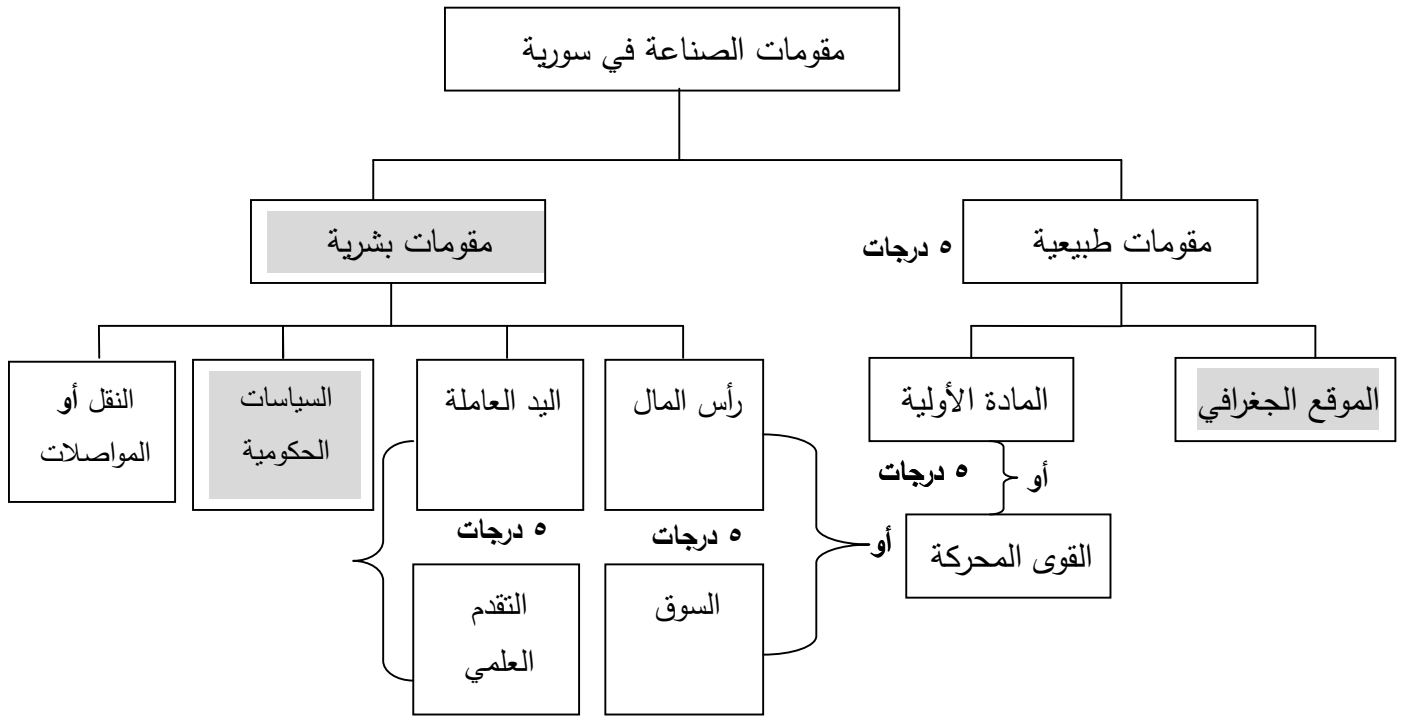 مقومات الصناعة في سورية
مقومات طبيعية
٥ درجات
مقومات بشرية
الموقع الجغرافي
المادة الأولية
رأس المال
اليد العاملة
السياسات
الحكومية
النقل أو
المواصلات
أو
٥ درجات
القوى المحركة
أو
٥ درجات
٥ درجات
السوق
التقدم
العلمي